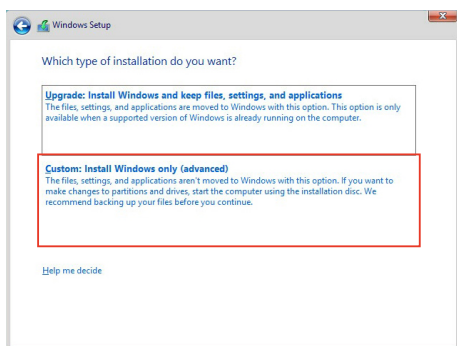 Windows Setup
Which type of installation do you want?
Upgrade: Install Windows and keep files, settings, and applications
The files, settings, and applications are moved to Windows with this option. This option is only
available when a supported version of Windows is already running on the computer.
Custom: Install Windows only (advanced)
The files, settings, and applications aren't moved to Windows with this option. If you want to
make changes to partitions and drives, start the computer using the installation disc. We
recommend backing up your files before you continue.
Help me decide